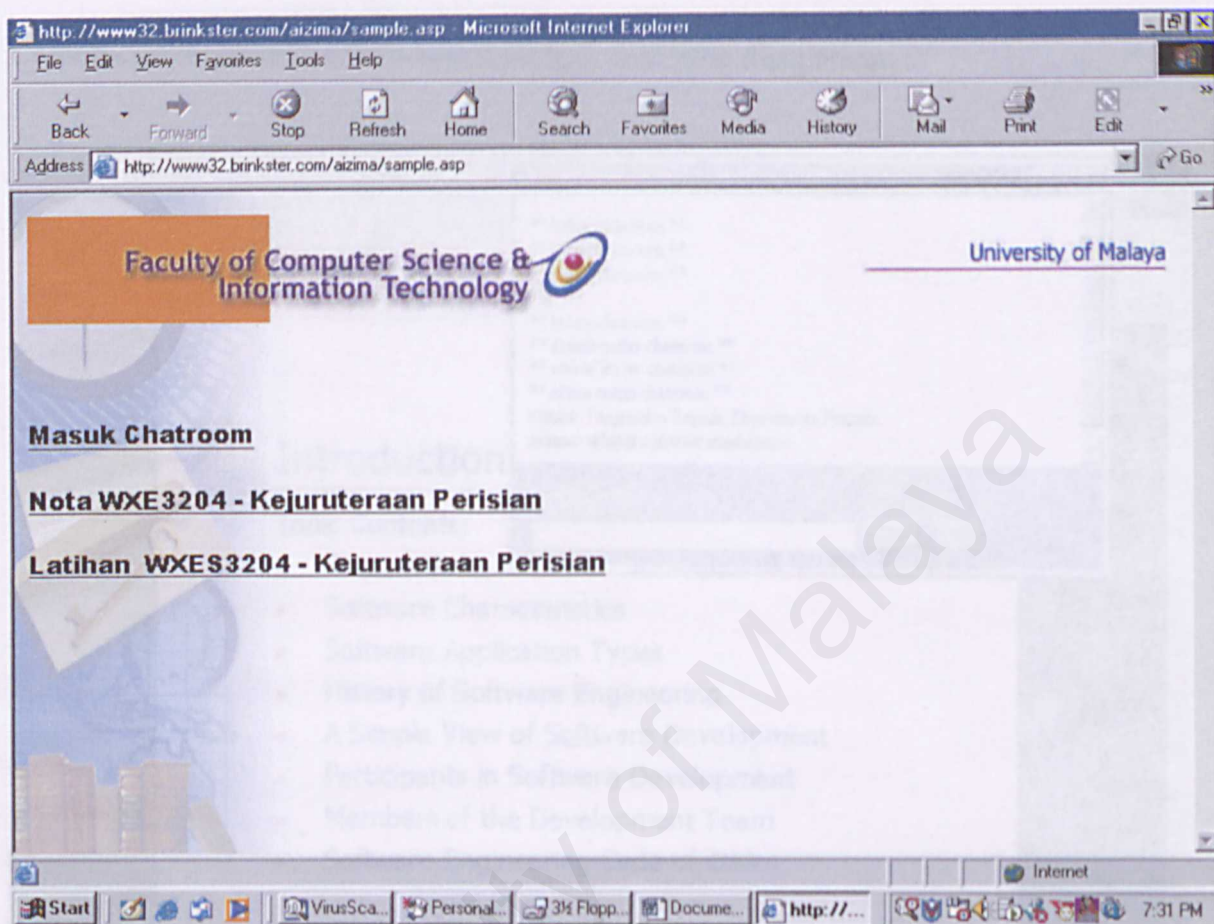 http://www32.brinkster.com/aizima/sample.asp - Microsoft Internet Explorer
File Edit View Favorites Tools Help
Back Forward Stop Refresh Home Search Favorites Media History Mail Print Edit
Address http://www32.brinkster.com/aizima/sample.asp Go
Faculty of Computer Science &
Information Technology
University of Malaya
Masuk Chatroom
Nota WXE3204 - Kejuruteraan Perisian
Latihan WXES3204 - Kejuruteraan Perisian
Introduction
Software Characteristics
Software Application Types
History of Software Engineering
A Simple View of Software Development
Participants in Software Development
Members of the Development Team
of Malaya
Internet
Start VirusSca... Personal... 3½ Flopp... Docume... http://... 7:31 PM